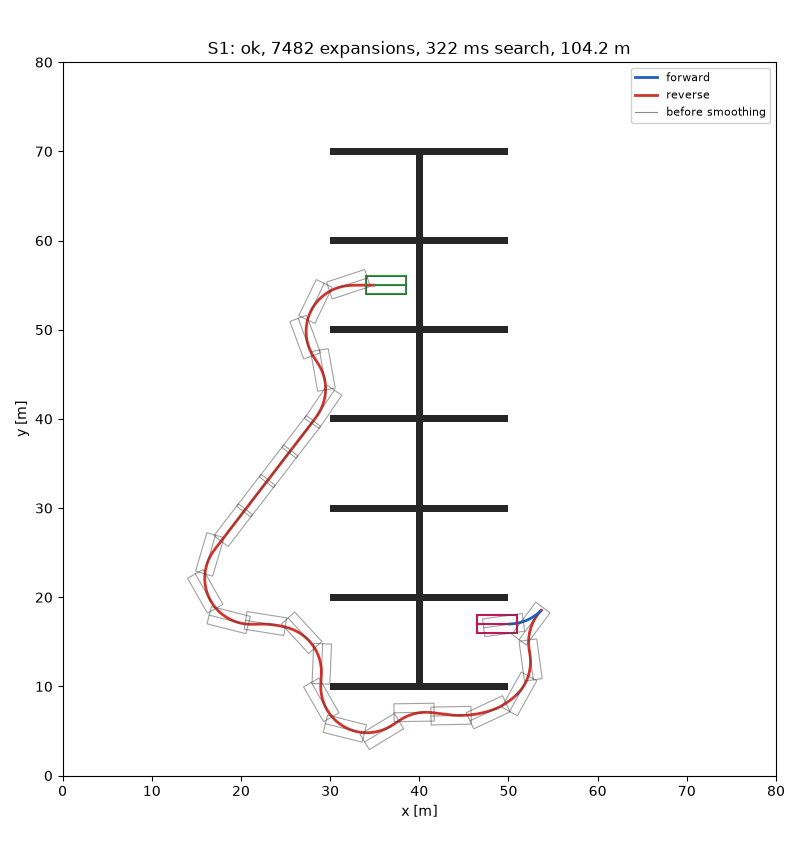 S1: ok, 7482 expansions, 322 ms search, 104.2 m
forward
reverse
before smoothing
80
70
60
50
40
30
20
10
0
y [m]
0 10 20 30 40 50 60 70 80
x [m]